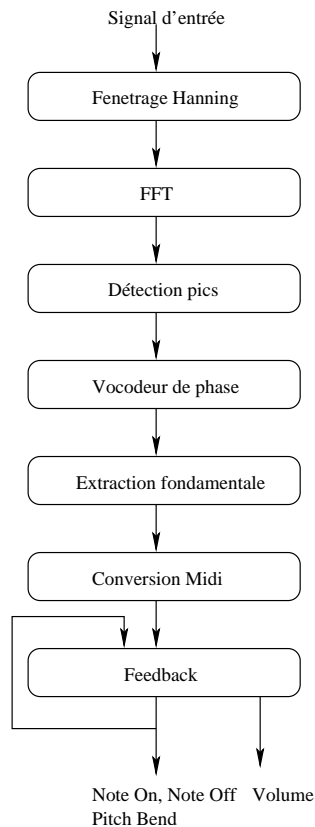 Signal d'entrée
Fenetrage Hanning
FFT
Détection pics
Vocodeur de phase
Extraction fondamentale
Conversion Midi
Feedback
Note On, Note Off Volume
Pitch Bend